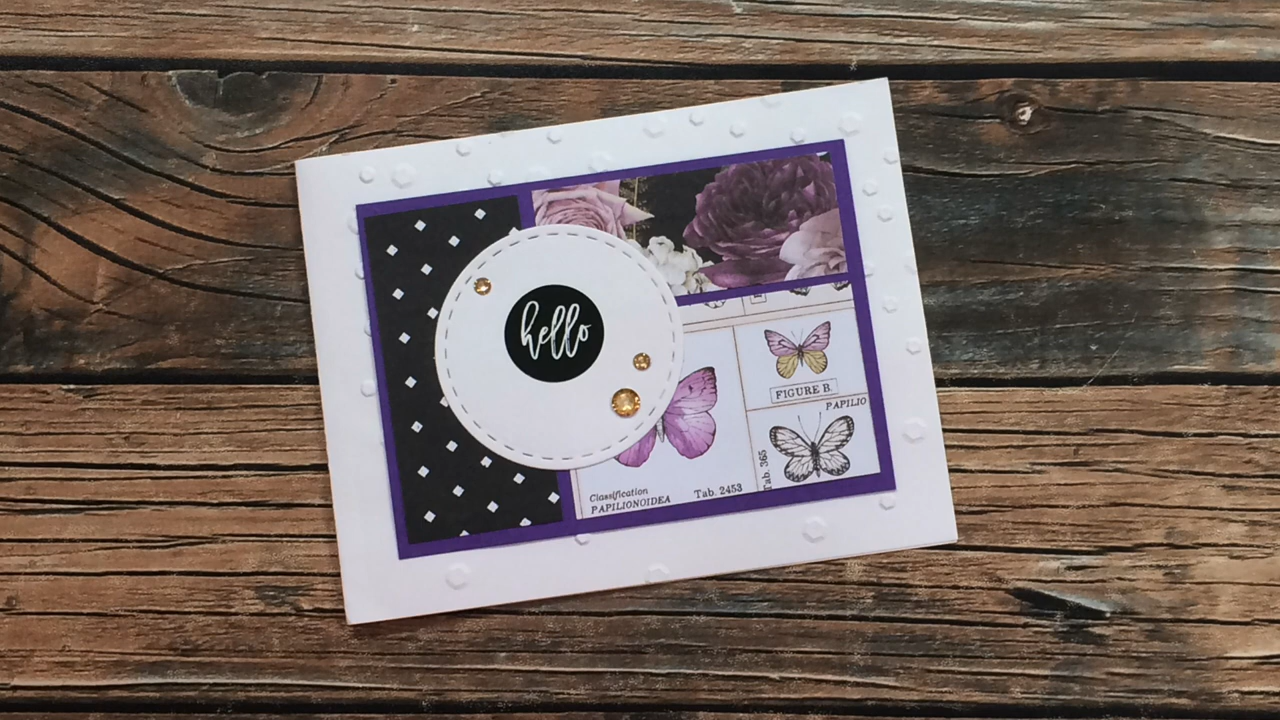 hello
FIGURE B.
PAPILIO
Tab. 365
Classification
PAPILIONOIDEA
Tab. 2453